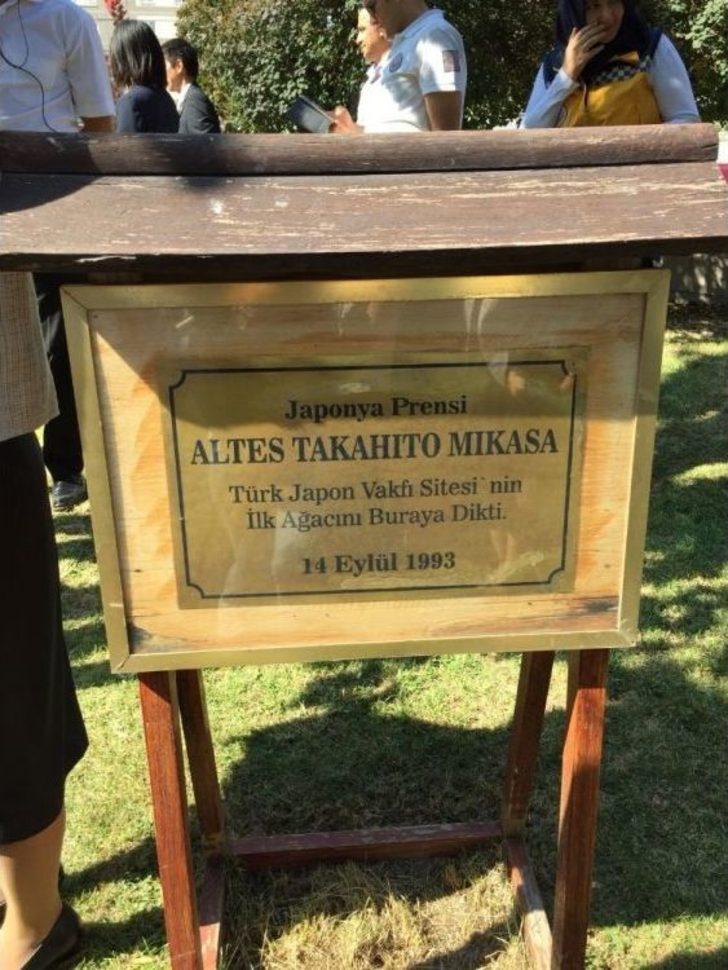 Japonya Prensi
ALTES TAKAHITO MIKASA
Türk Japon Vakfı Sitesi`nin
İlk Ağacını Buraya Dikti.
14 Eylül 1993